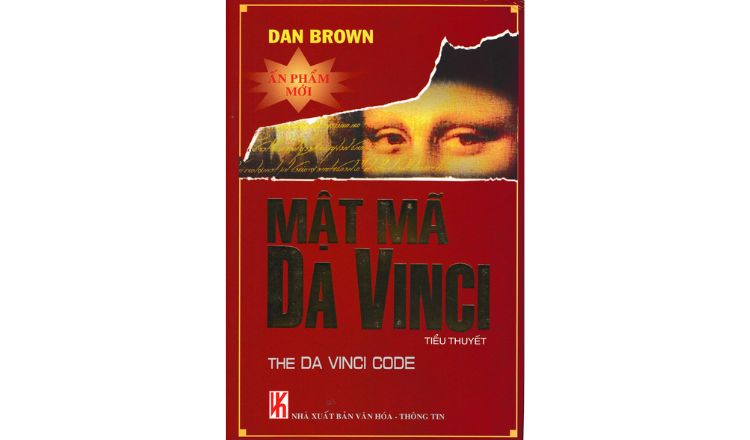 DAN BROWN
ẤN PHẨM
MỚI
MẬT MÃ
DA VINCI
TIỂU THUYẾT
THE DA VINCI CODE
NHÀ XUẤT BẢN VĂN HÓA - THÔNG TIN